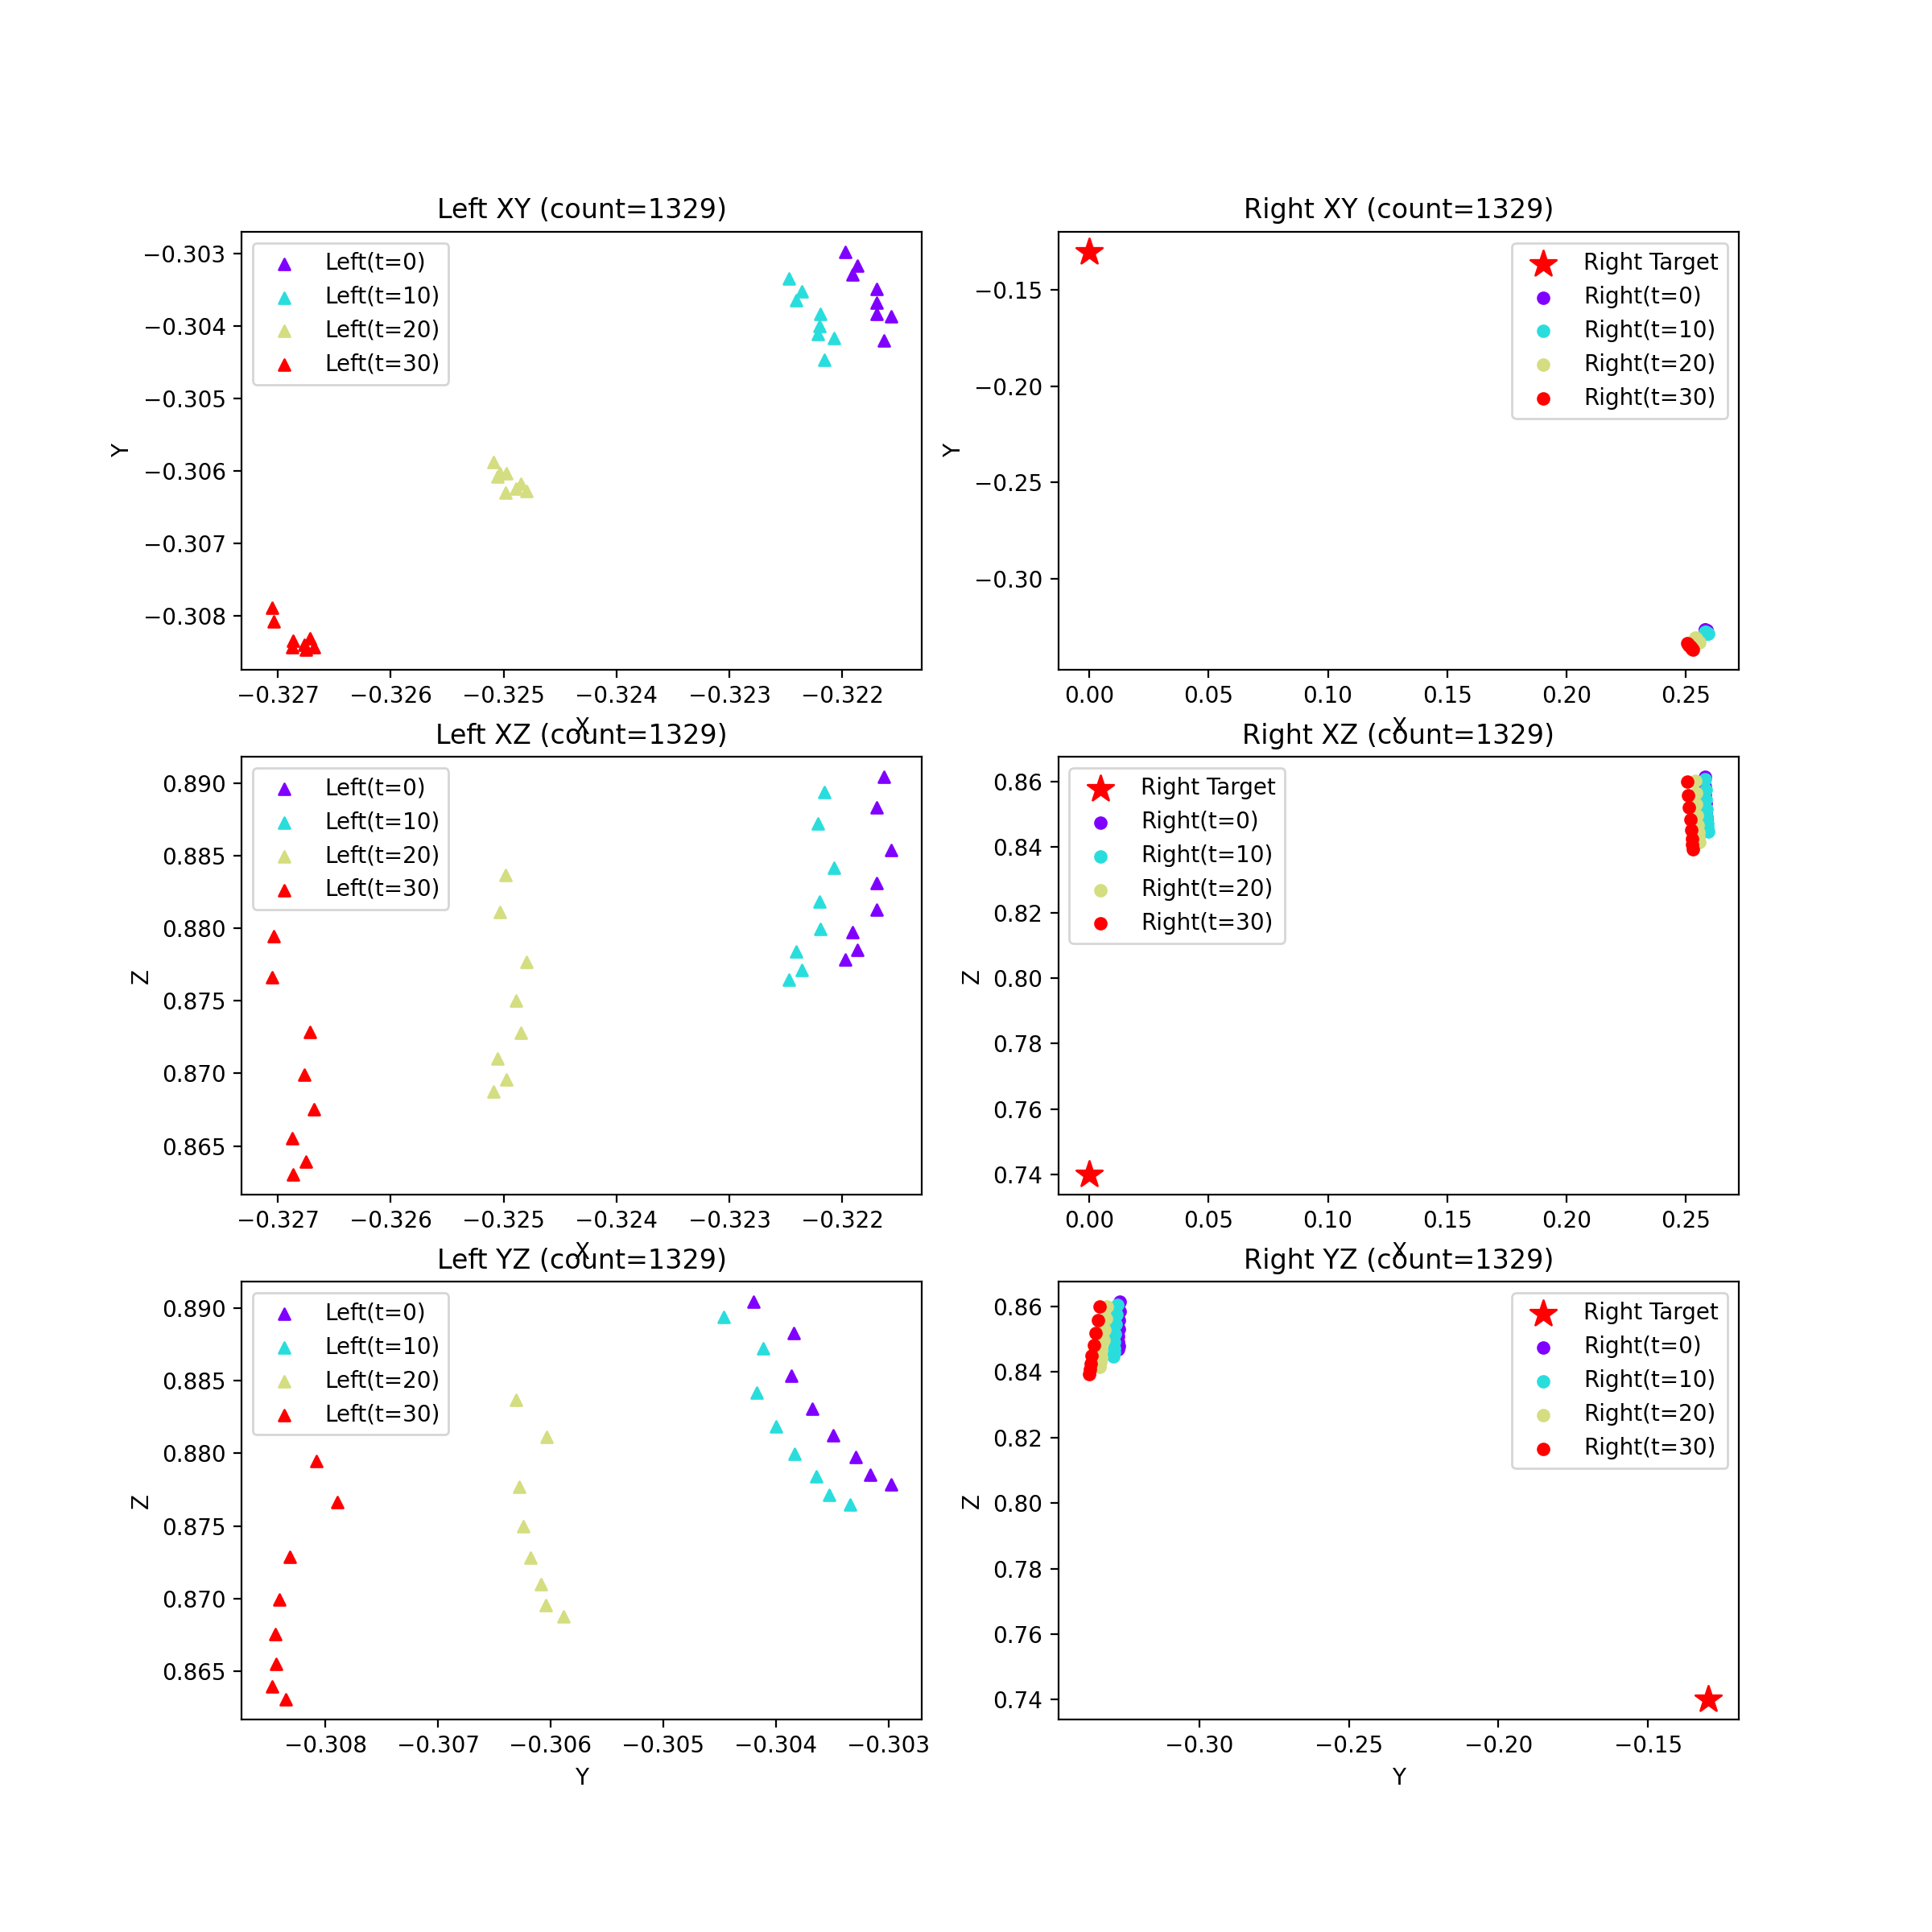 Left XY (count=1329)
−0.303
−0.304
−0.305
−0.306
−0.307
−0.308
Y
Left(t=0)
Left(t=10)
Left(t=20)
Left(t=30)
−0.327
−0.326
−0.325
−0.324
−0.323
−0.322
X
Right XY (count=1329)
−0.15
−0.20
−0.25
−0.30
Y
Right Target
Right(t=0)
Right(t=10)
Right(t=20)
Right(t=30)
0.00
0.05
0.10
0.15
0.20
0.25
X
Left XZ (count=1329)
0.890
0.885
0.880
0.875
0.870
0.865
Z
Left(t=0)
Left(t=10)
Left(t=20)
Left(t=30)
−0.327
−0.326
−0.325
−0.324
−0.323
−0.322
X
Right XZ (count=1329)
0.86
0.84
0.82
0.80
0.78
0.76
0.74
Z
Right Target
Right(t=0)
Right(t=10)
Right(t=20)
Right(t=30)
0.00
0.05
0.10
0.15
0.20
0.25
X
Left YZ (count=1329)
0.890
0.885
0.880
0.875
0.870
0.865
Z
Left(t=0)
Left(t=10)
Left(t=20)
Left(t=30)
−0.308
−0.307
−0.306
−0.305
−0.304
−0.303
Y
Right YZ (count=1329)
0.86
0.84
0.82
0.80
0.78
0.76
0.74
Z
Right Target
Right(t=0)
Right(t=10)
Right(t=20)
Right(t=30)
−0.30
−0.25
−0.20
−0.15
Y